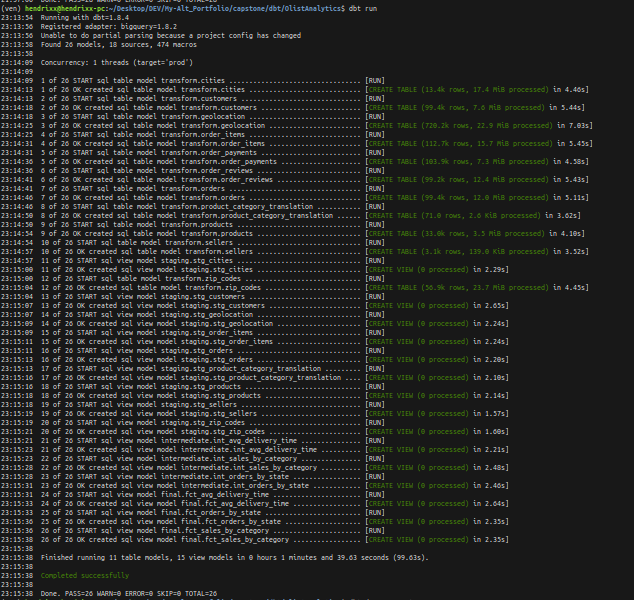 23:13:06 Done. PASS=26 WARN=0 ERROR=0 SKIP=0 TOTAL=26
(ven) hendrixx@hendrixx-pc:~/Desktop/DEV/My-Alt_Portfolio/capstone/dbt/OlistAnalytics$ dbt run
23:13:54 Running with dbt=1.8.4
23:13:56 Registered adapter: bigquery=1.8.2
23:13:56 Unable to do partial parsing because a project config has changed
23:13:58 Found 26 models, 18 sources, 474 macros
23:13:58
23:14:09 Concurrency: 1 threads (target='prod')
23:14:09
23:14:09 1 of 26 START sql table model transform.cities ................................. [RUN]
23:14:13 1 of 26 OK created sql table model transform.cities ............................ [CREATE TABLE (13.4k rows, 17.4 MiB processed) in 4.46s]
23:14:13 2 of 26 START sql table model transform.customers .............................. [RUN]
23:14:18 2 of 26 OK created sql table model transform.customers ......................... [CREATE TABLE (99.4k rows, 7.6 MiB processed) in 5.44s]
23:14:18 3 of 26 START sql table model transform.geolocation ............................ [RUN]
23:14:25 3 of 26 OK created sql table model transform.geolocation ....................... [CREATE TABLE (720.2k rows, 22.9 MiB processed) in 7.03s]
23:14:25 4 of 26 START sql table model transform.order_items ............................ [RUN]
23:14:31 4 of 26 OK created sql table model transform.order_items ....................... [CREATE TABLE (112.7k rows, 15.7 MiB processed) in 5.45s]
23:14:31 5 of 26 START sql table model transform.order_payments ......................... [RUN]
23:14:36 5 of 26 OK created sql table model transform.order_payments .................... [CREATE TABLE (103.9k rows, 7.3 MiB processed) in 4.58s]
23:14:36 6 of 26 START sql table model transform.order_reviews .......................... [RUN]
23:14:41 6 of 26 OK created sql table model transform.order_reviews ..................... [CREATE TABLE (99.2k rows, 12.4 MiB processed) in 5.43s]
23:14:41 7 of 26 START sql table model transform.orders ................................. [RUN]
23:14:46 7 of 26 OK created sql table model transform.orders ............................ [CREATE TABLE (99.4k rows, 12.0 MiB processed) in 5.11s]
23:14:46 8 of 26 START sql table model transform.product_category_translation ........... [RUN]
23:14:50 8 of 26 OK created sql table model transform.product_category_translation ...... [CREATE TABLE (71.0 rows, 2.6 KiB processed) in 3.62s]
23:14:50 9 of 26 START sql table model transform.products ............................... [RUN]
23:14:54 9 of 26 OK created sql table model transform.products .......................... [CREATE TABLE (33.0k rows, 3.5 MiB processed) in 4.10s]
23:14:54 10 of 26 START sql table model transform.sellers ............................... [RUN]
23:14:57 10 of 26 OK created sql table model transform.sellers .......................... [CREATE TABLE (3.1k rows, 139.0 KiB processed) in 3.52s]
23:14:57 11 of 26 START sql view model staging.stg_cities ............................... [RUN]
23:15:00 11 of 26 OK created sql view model staging.stg_cities .......................... [CREATE VIEW (0 processed) in 2.29s]
23:15:00 12 of 26 START sql table model transform.zip_codes ............................. [RUN]
23:15:04 12 of 26 OK created sql table model transform.zip_codes ........................ [CREATE TABLE (56.9k rows, 23.7 MiB processed) in 4.45s]
23:15:04 13 of 26 START sql view model staging.stg_customers ............................ [RUN]
23:15:07 13 of 26 OK created sql view model staging.stg_customers ....................... [CREATE VIEW (0 processed) in 2.65s]
23:15:07 14 of 26 START sql view model staging.stg_geolocation .......................... [RUN]
23:15:09 14 of 26 OK created sql view model staging.stg_geolocation ..................... [CREATE VIEW (0 processed) in 2.24s]
23:15:09 15 of 26 START sql view model staging.stg_order_items .......................... [RUN]
23:15:11 15 of 26 OK created sql view model staging.stg_order_items ..................... [CREATE VIEW (0 processed) in 2.24s]
23:15:11 16 of 26 START sql view model staging.stg_orders ............................... [RUN]
23:15:13 16 of 26 OK created sql view model staging.stg_orders .......................... [CREATE VIEW (0 processed) in 2.20s]
23:15:13 17 of 26 START sql view model staging.stg_product_category_translation ......... [RUN]
23:15:16 17 of 26 OK created sql view model staging.stg_product_category_translation .... [CREATE VIEW (0 processed) in 2.10s]
23:15:16 18 of 26 START sql view model staging.stg_products ............................. [RUN]
23:15:18 18 of 26 OK created sql view model staging.stg_products ........................ [CREATE VIEW (0 processed) in 2.14s]
23:15:18 19 of 26 START sql view model staging.stg_sellers .............................. [RUN]
23:15:19 19 of 26 OK created sql view model staging.stg_sellers ......................... [CREATE VIEW (0 processed) in 1.57s]
23:15:19 20 of 26 START sql view model staging.stg_zip_codes ............................ [RUN]
23:15:21 20 of 26 OK created sql view model staging.stg_zip_codes ....................... [CREATE VIEW (0 processed) in 1.60s]
23:15:21 21 of 26 START sql view model intermediate.int_avg_delivery_time ............... [RUN]
23:15:23 21 of 26 OK created sql view model intermediate.int_avg_delivery_time .......... [CREATE VIEW (0 processed) in 2.21s]
23:15:23 22 of 26 START sql view model intermediate.int_sales_by_category ............... [RUN]
23:15:28 22 of 26 OK created sql view model intermediate.int_sales_by_category .......... [CREATE VIEW (0 processed) in 2.48s]
23:15:28 23 of 26 START sql view model intermediate.int_orders_by_state ................. [RUN]
23:15:31 23 of 26 OK created sql view model intermediate.int_orders_by_state ............ [CREATE VIEW (0 processed) in 2.46s]
23:15:31 24 of 26 START sql view model final.fct_avg_delivery_time ...................... [RUN]
23:15:33 24 of 26 OK created sql view model final.fct_avg_delivery_time ................. [CREATE VIEW (0 processed) in 2.64s]
23:15:33 25 of 26 START sql view model final.fct_orders_by_state ........................ [RUN]
23:15:36 25 of 26 OK created sql view model final.fct_orders_by_state ................... [CREATE VIEW (0 processed) in 2.35s]
23:15:36 26 of 26 START sql view model final.fct_sales_by_category ...................... [RUN]
23:15:38 26 of 26 OK created sql view model final.fct_sales_by_category ................. [CREATE VIEW (0 processed) in 2.35s]
23:15:38
23:15:38 Finished running 11 table models, 15 view models in 0 hours 1 minutes and 39.63 seconds (99.63s).
23:15:38
23:15:38 Completed successfully
23:15:38
23:15:38 Done. PASS=26 WARN=0 ERROR=0 SKIP=0 TOTAL=26